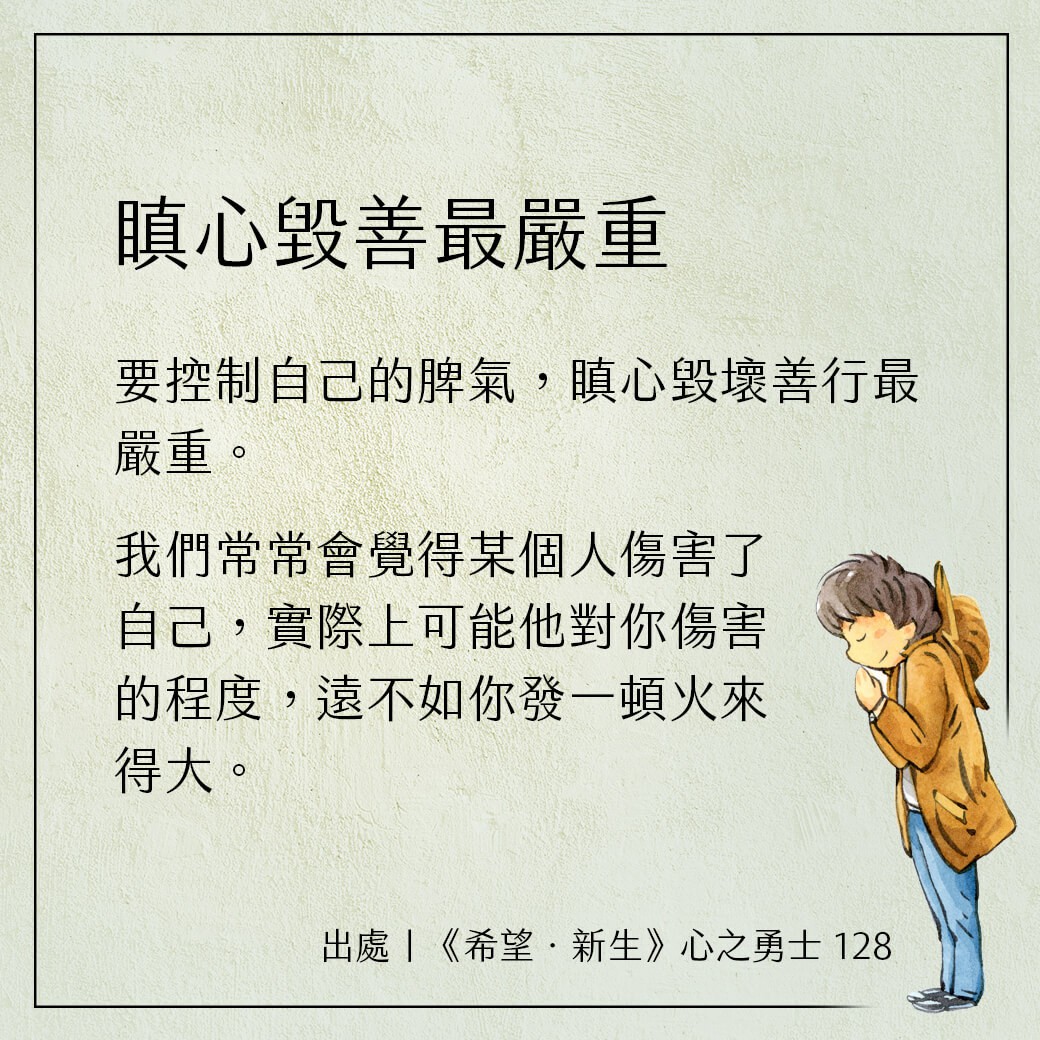 瞋心毀善最嚴重
要控制自己的脾氣，瞋心毀壞善行最
嚴重。
我們常常會覺得某個人傷害了
自己，實際上可能他對你傷害
的程度，遠不如你發一頓火來
得大。
出處｜《希望．新生》心之勇士 128